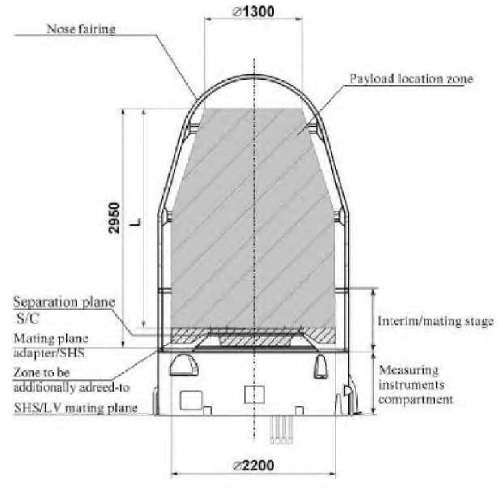 ⌀1300
Nose fairing
Payload location zone
2950
L
Separation plane
S/C
Mating plane
adapter/SHS
Zone to be
additionally adreed-to
SHS/LV mating plane
Interim/mating stage
Measuring
instruments
compartment
⌀2200